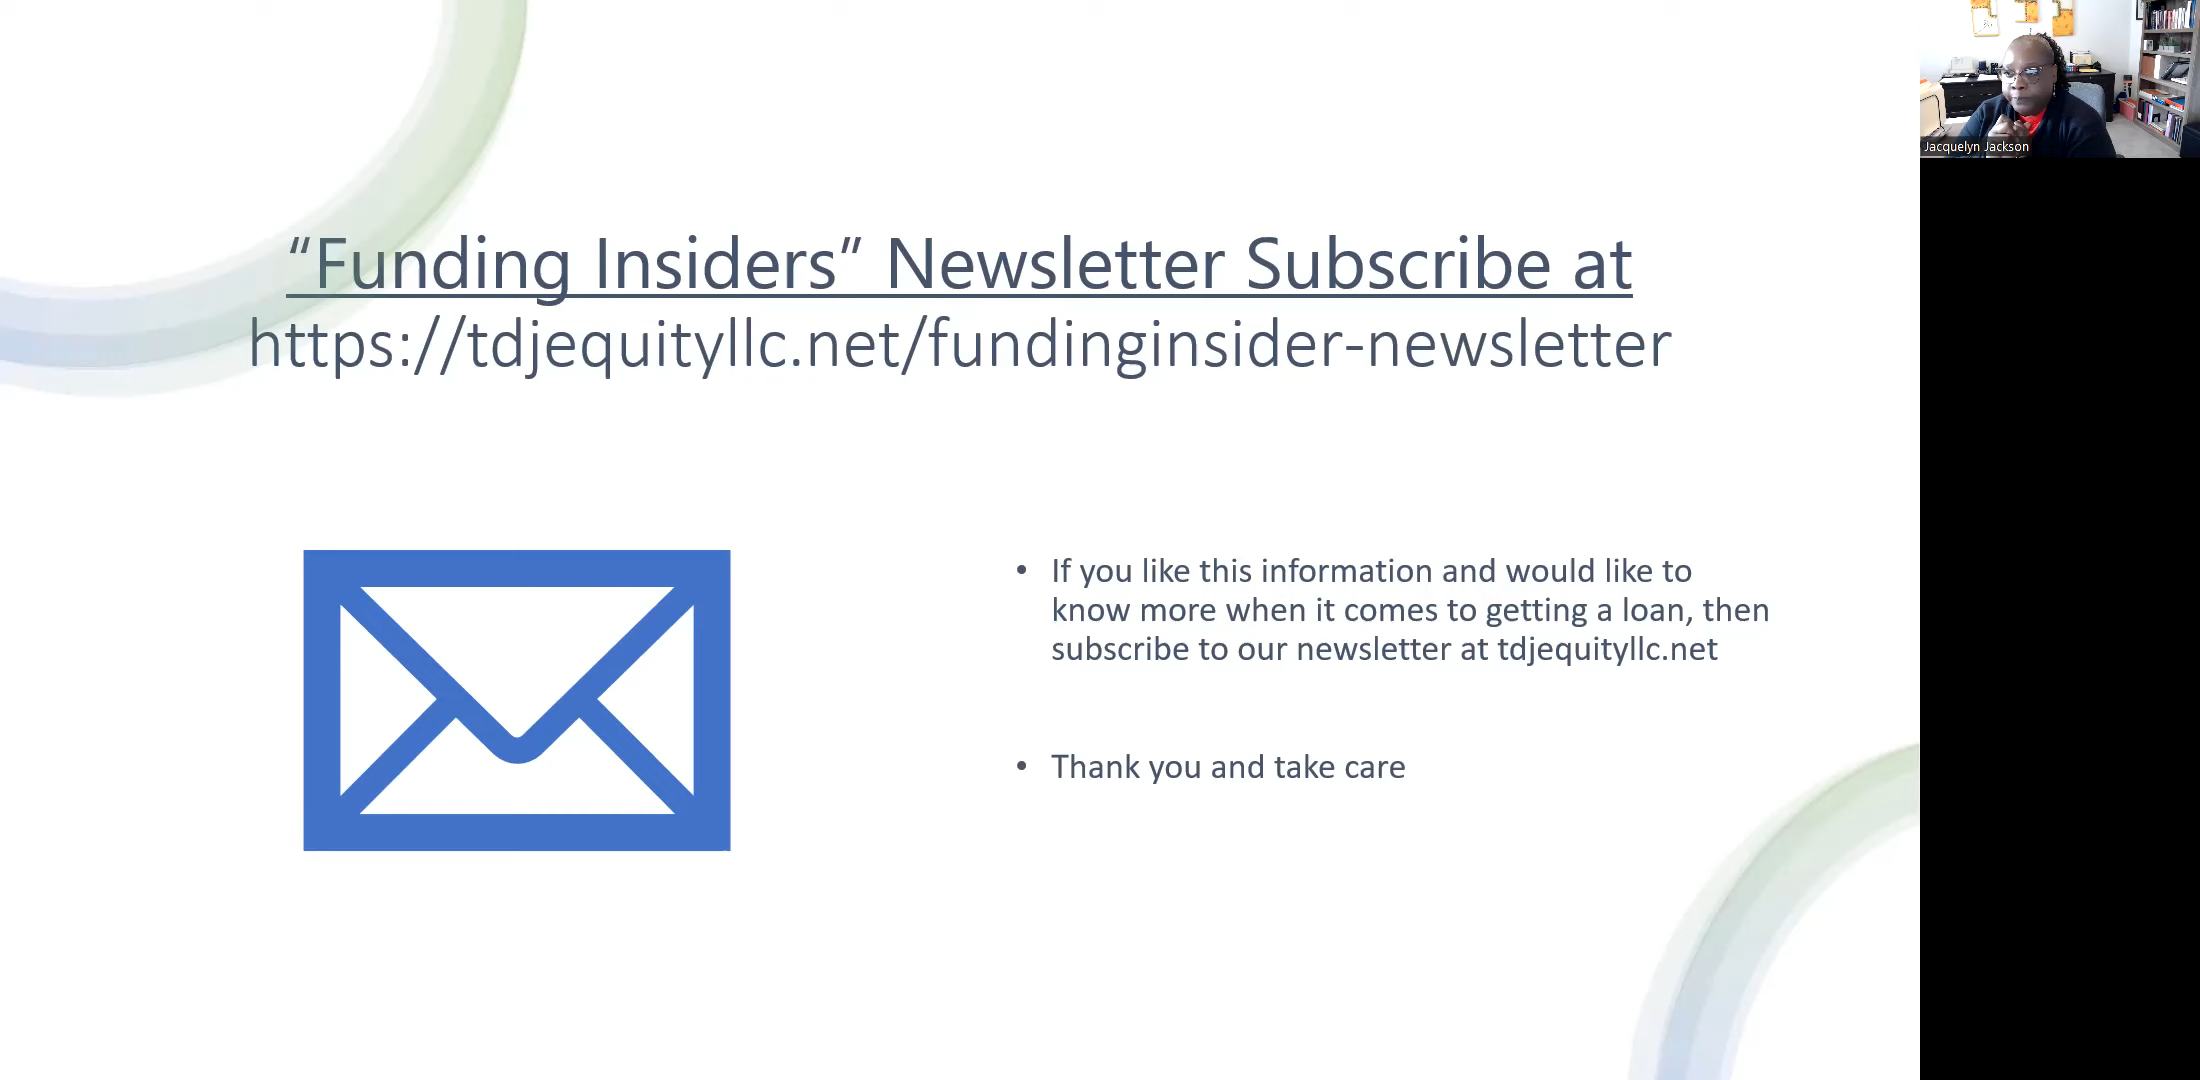 “Funding Insiders” Newsletter Subscribe at
https://tdjequityllc.net/fundinginsider-newsletter
• If you like this information and would like to
know more when it comes to getting a loan, then
subscribe to our newsletter at tdjequityllc.net
• Thank you and take care
Jacquelyn Jackson